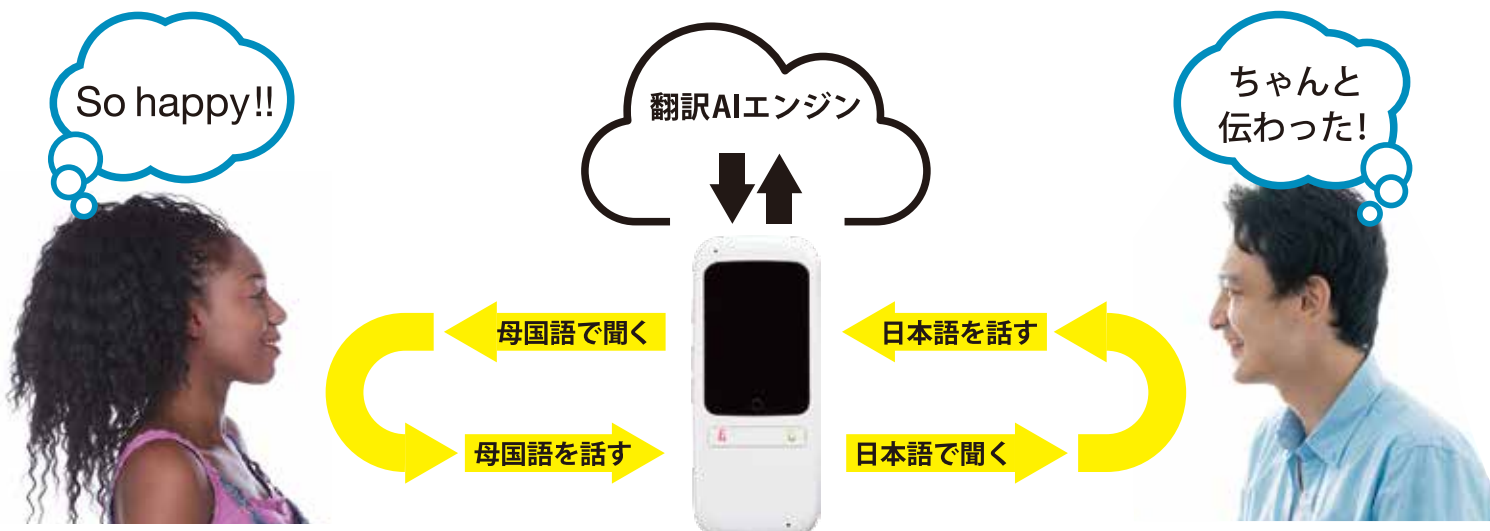 So happy!!
翻訳AIエンジン
ちゃんと
伝わった!
母国語で聞く
日本語を話す
母国語を話す
日本語で聞く